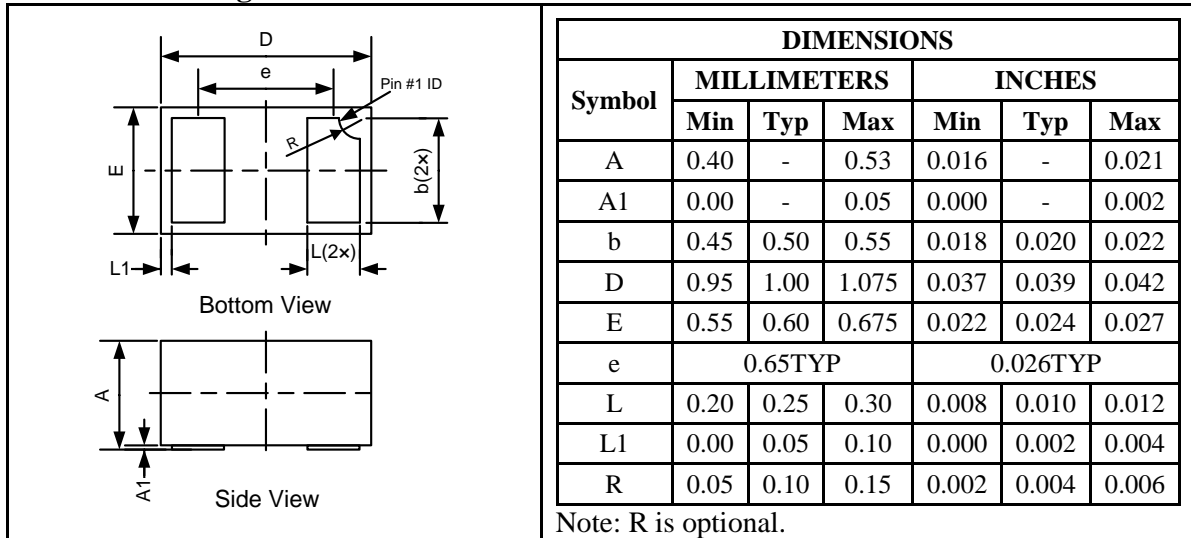 D
e
Pin #1 ID
R
E
b(2×)
L1
L(2×)
Bottom View
A
A1
Side View
DIMENSIONS
Symbol MILLIMETERS INCHES
Min Typ Max Min Typ Max
A 0.40 - 0.53 0.016 - 0.021
A1 0.00 - 0.05 0.000 - 0.002
b 0.45 0.50 0.55 0.018 0.020 0.022
D 0.95 1.00 1.075 0.037 0.039 0.042
E 0.55 0.60 0.675 0.022 0.024 0.027
e 0.65TYP 0.026TYP
L 0.20 0.25 0.30 0.008 0.010 0.012
L1 0.00 0.05 0.10 0.000 0.002 0.004
R 0.05 0.10 0.15 0.002 0.004 0.006
Note: R is optional.